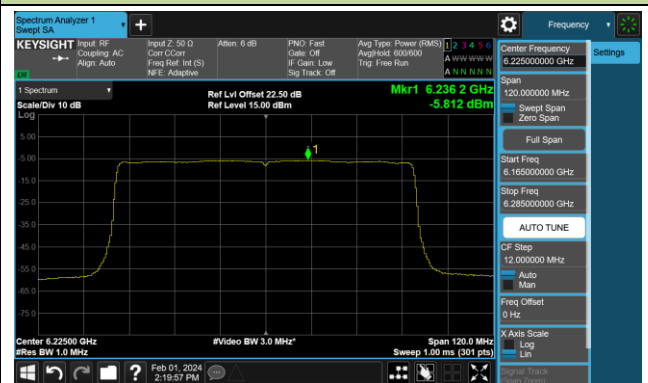 Spectrum Analyzer 1
Swept SA
Frequency
KEYSIGHT
Input: RF
Coupling: AC
Align: Auto
Input Z: 50 Ω
Corr CCorr
Freq Ref: Int (S)
NFE: Adaptive
Atten: 6 dB
PNO: Fast
Gate: Off
IF Gain: Low
Sig Track: Off
Avg Type: Power (RMS)
Avg|Hold: 600/600
Trig: Free Run
1 2 3 4 5 6
A W W W W W
A N N N N N
1 Spectrum
Scale/Div 10 dB
Log
Ref Lvl Offset 22.50 dB
Ref Level 15.00 dBm
Mkr1 6.236 2 GHz
-5.812 dBm
5.00
-5.00
-15.0
-25.0
-35.0
-45.0
-55.0
-65.0
-75.0
1
Center 6.22500 GHz
#Res BW 1.0 MHz
#Video BW 3.0 MHz*
Span 120.0 MHz
Sweep 1.00 ms (301 pts)
Feb 01, 2024
2:19:57 PM
Center Frequency
6.225000000 GHz
Settings
Span
120.000000 MHz
Swept Span
Zero Span
Full Span
Start Freq
6.165000000 GHz
Stop Freq
6.285000000 GHz
AUTO TUNE
CF Step
12.000000 MHz
Auto
Man
Freq Offset
0 Hz
X Axis Scale
Log
Lin
Signal Track